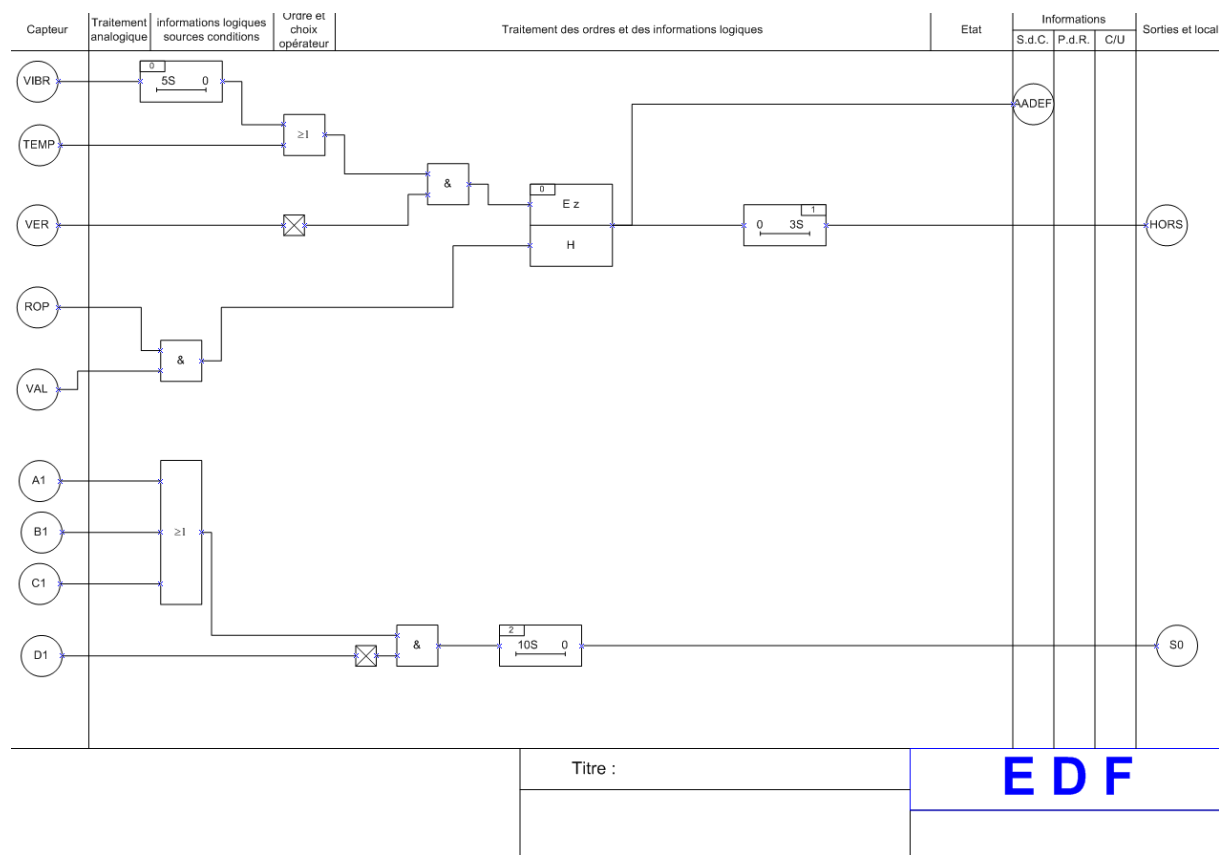 Capteur
Traitement
analogique
informations logiques
sources conditions
Ordre et
choix
opérateur
Traitement des ordres et des informations logiques
Etat
Informations
S.d.C.
P.d.R.
C/U
Sorties et local
VIBR
0
5S 0
AADEF
TEMP
≥1
&
0
E z
H
VER
1
0 3S
HORS
ROP
&
VAL
A1
B1
≥1
C1
D1
&
2
10S 0
S0
Titre :
EDF